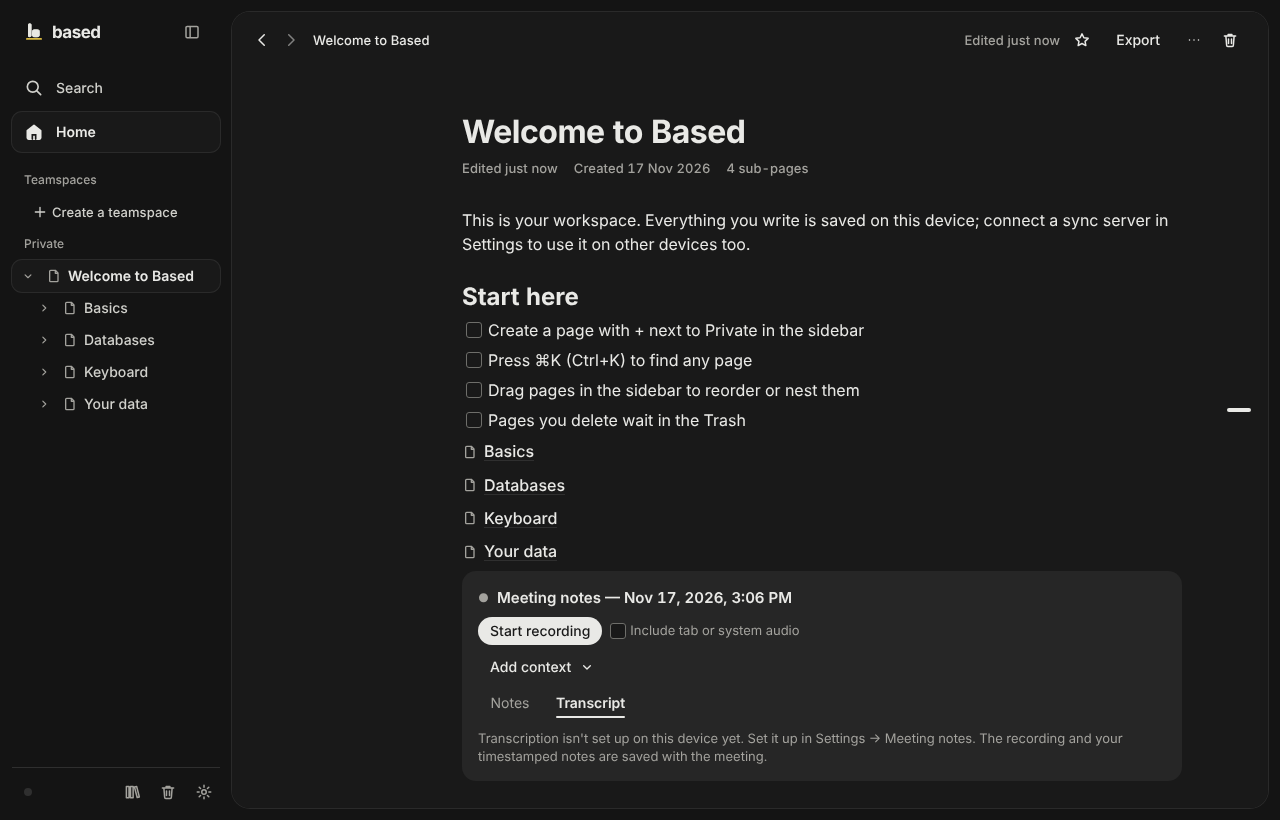 based
Search
Home
Teamspaces
+ Create a teamspace
Private
Welcome to Based
Basics
Databases
Keyboard
Your data
Welcome to Based
Edited just now
Export
Welcome to Based
Edited just now Created 17 Nov 2026 4 sub-pages
This is your workspace. Everything you write is saved on this device; connect a sync server in
Settings to use it on other devices too.
Start here
Create a page with + next to Private in the sidebar
Press ⌘K (Ctrl+K) to find any page
Drag pages in the sidebar to reorder or nest them
Pages you delete wait in the Trash
Basics
Databases
Keyboard
Your data
Meeting notes — Nov 17, 2026, 3:06 PM
Start recording Include tab or system audio
Add context
Notes Transcript
Transcription isn't set up on this device yet. Set it up in Settings → Meeting notes. The recording and your
timestamped notes are saved with the meeting.